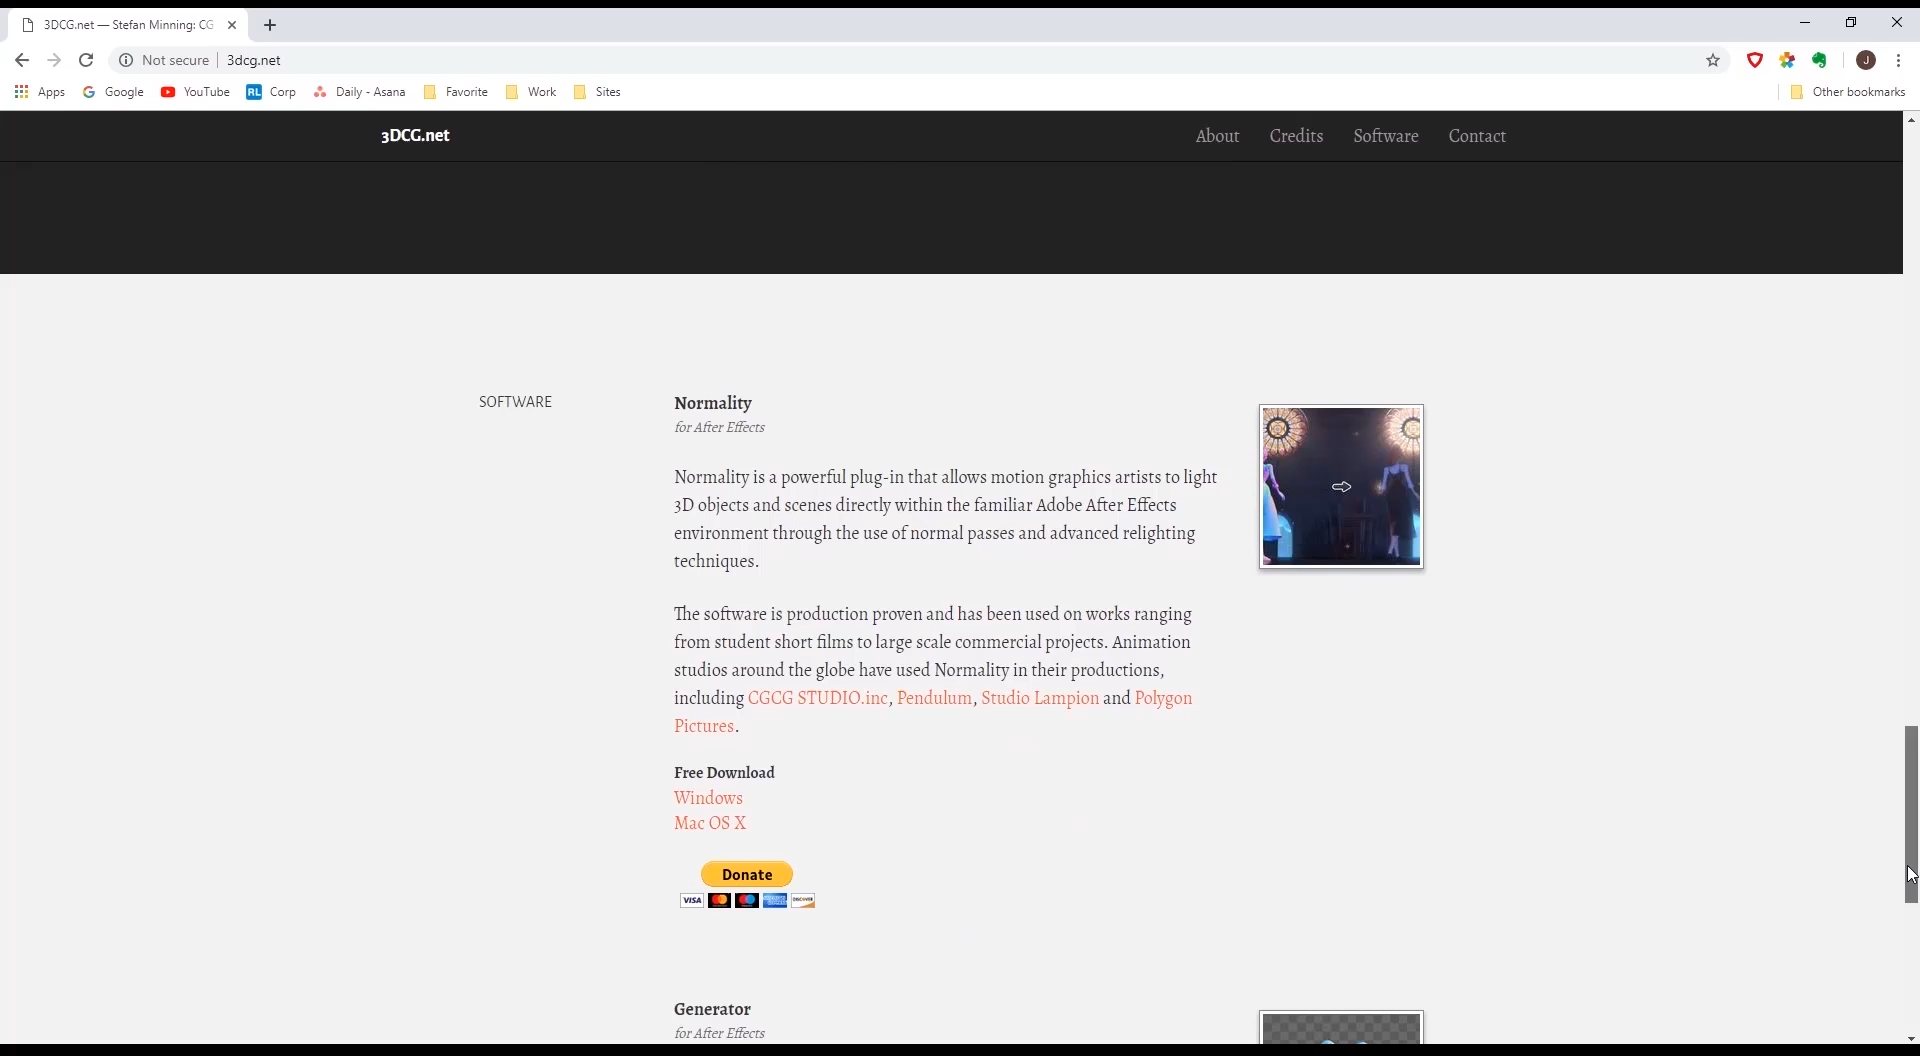 3DCG.net — Stefan Minning: CG
Not secure 3dcg.net
J
Apps Google YouTube RL Corp Daily - Asana Favorite Work Sites Other bookmarks
3DCG.net About Credits Software Contact
SOFTWARE
Normality
for After Effects
Normality is a powerful plug-in that allows motion graphics artists to light
3D objects and scenes directly within the familiar Adobe After Effects
environment through the use of normal passes and advanced relighting
techniques.
The software is production proven and has been used on works ranging
from student short films to large scale commercial projects. Animation
studios around the globe have used Normality in their productions,
including CGCG STUDIO.inc, Pendulum, Studio Lampion and Polygon
Pictures.
Free Download
Windows
Mac OS X
Donate
VISA DISCOVER
Generator
for After Effects